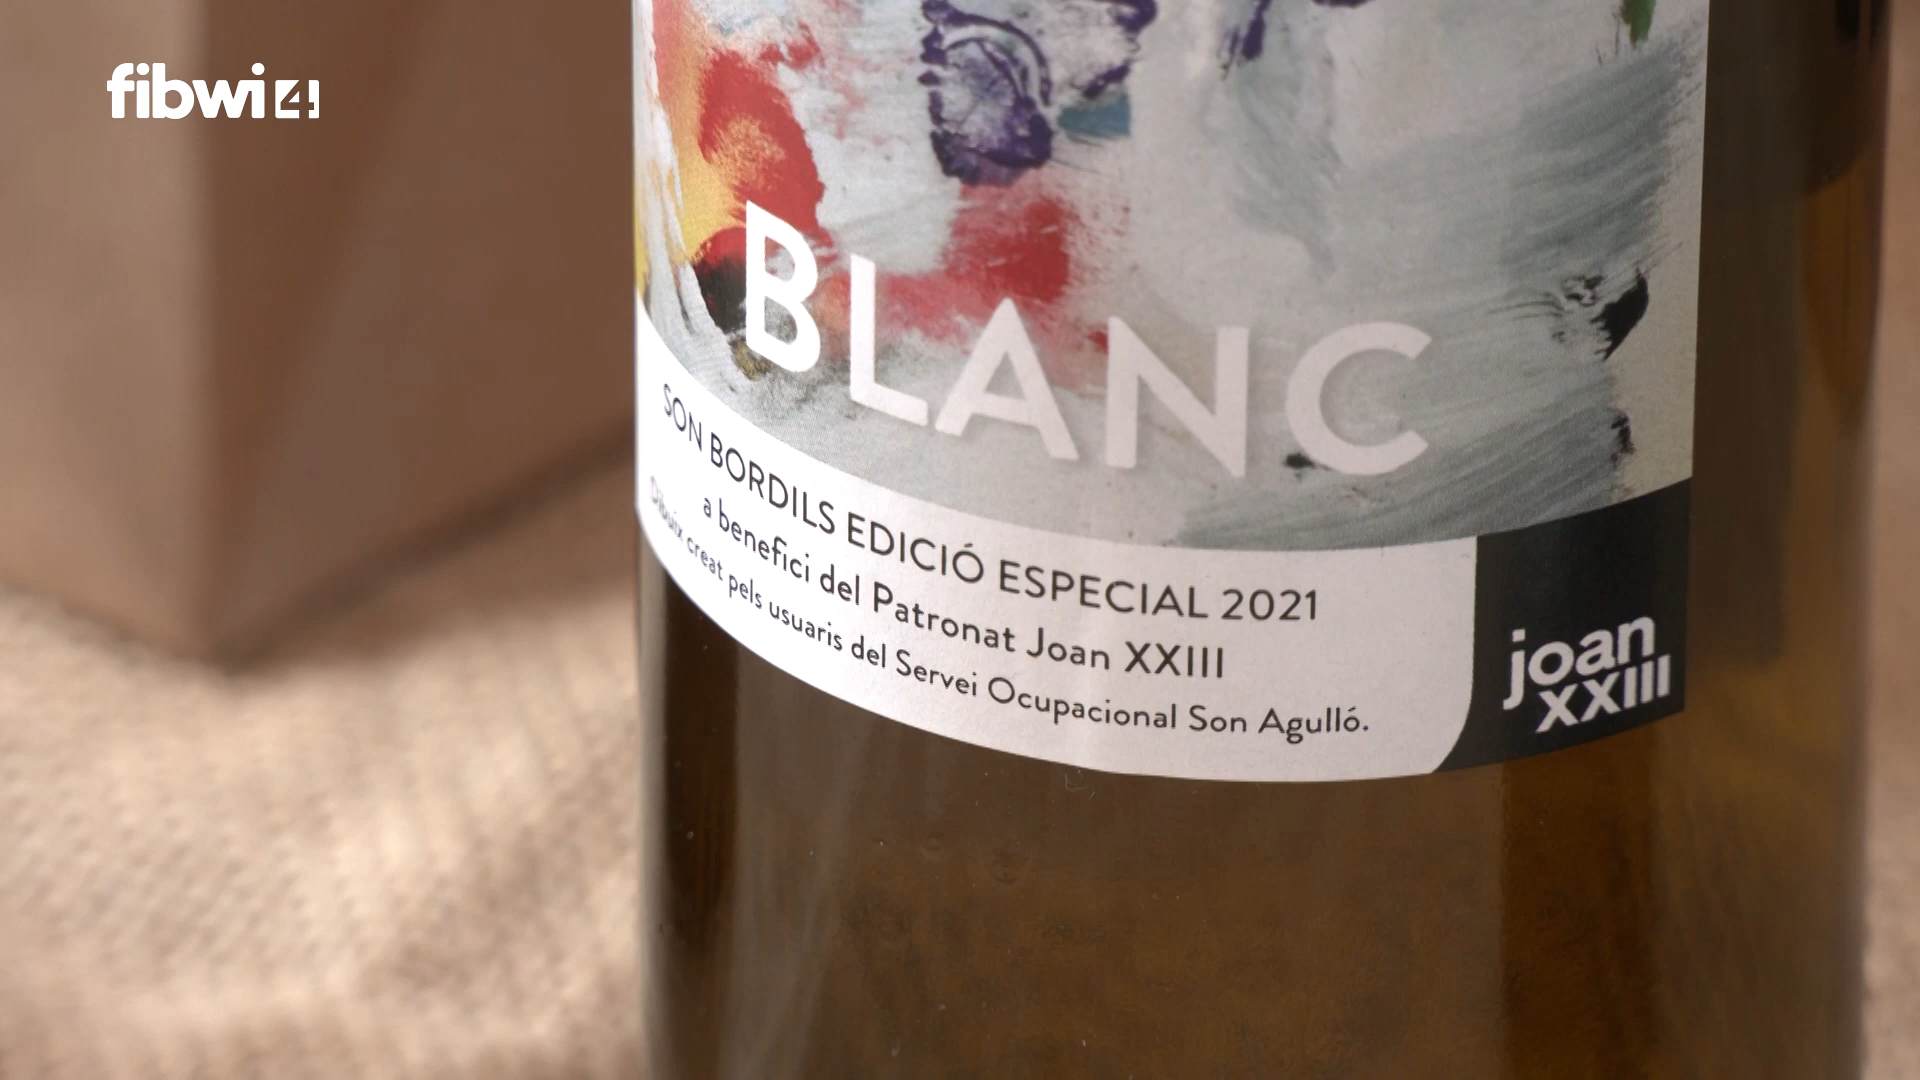 fibwi4
BLANC
SON BORDILS EDICIÓ ESPECIAL 2021
a benefici del Patronat Joan XXIII
Dibuix creat pels usuaris del Servei Ocupacional Son Agulló.
joan
XXIII